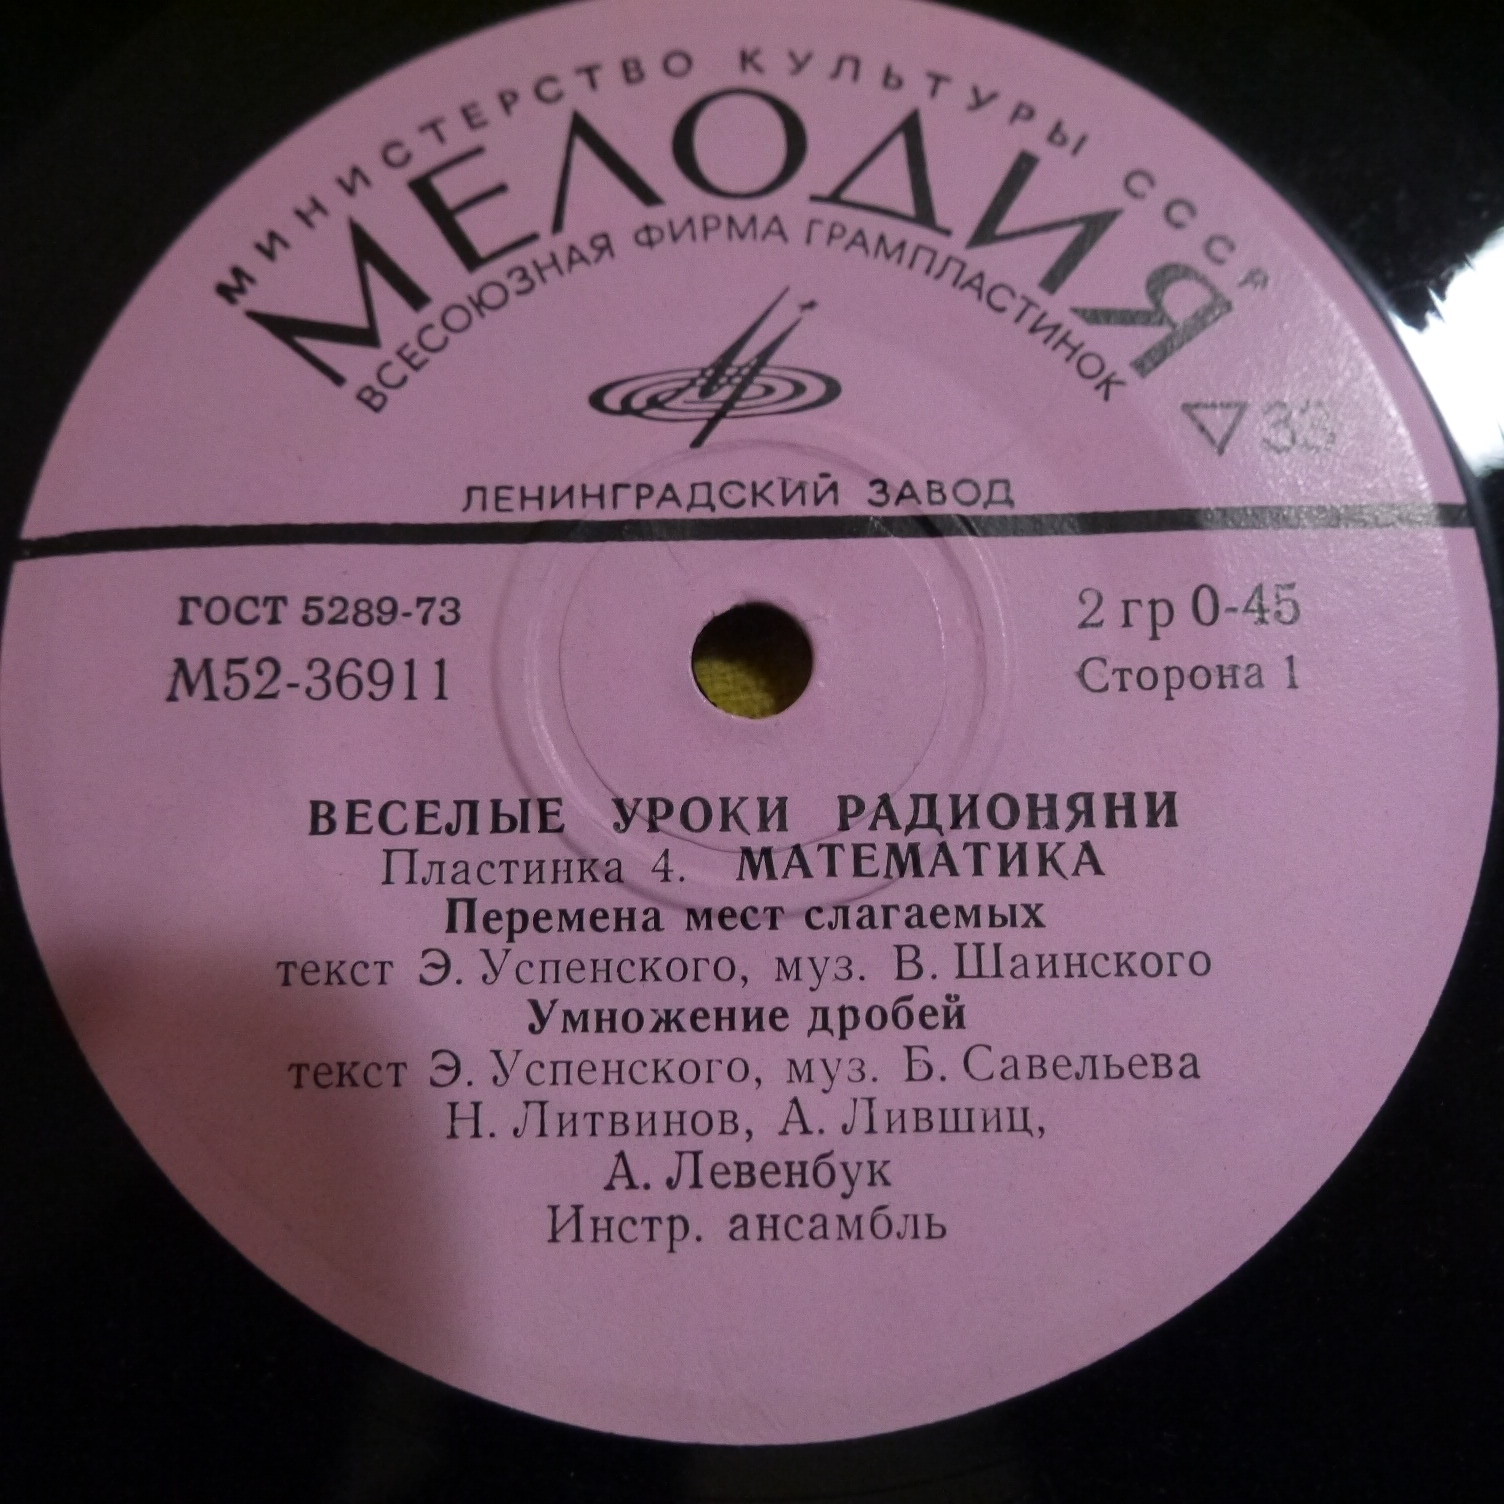 МИНИСТЕРСТВО КУЛЬТУРЫ СССР
МЕЛОДИЯ
ВСЕСОЮЗНАЯ ФИРМА ГРАМПЛАСТИНОК
33
ЛЕНИНГРАДСКИЙ ЗАВОД
ГОСТ 5289-73
2 гр 0-45
М52-36911
Сторона 1
ВЕСЕЛЫЕ УРОКИ РАДИОНЯНИ
Пластинка 4. МАТЕМАТИКА
Перемена мест слагаемых
текст Э. Успенского, муз. В. Шаинского
Умножение дробей
текст Э. Успенского, муз. Б. Савельева
Н. Литвинов, А. Лившиц,
А. Левенбук
Инстр. ансамбль